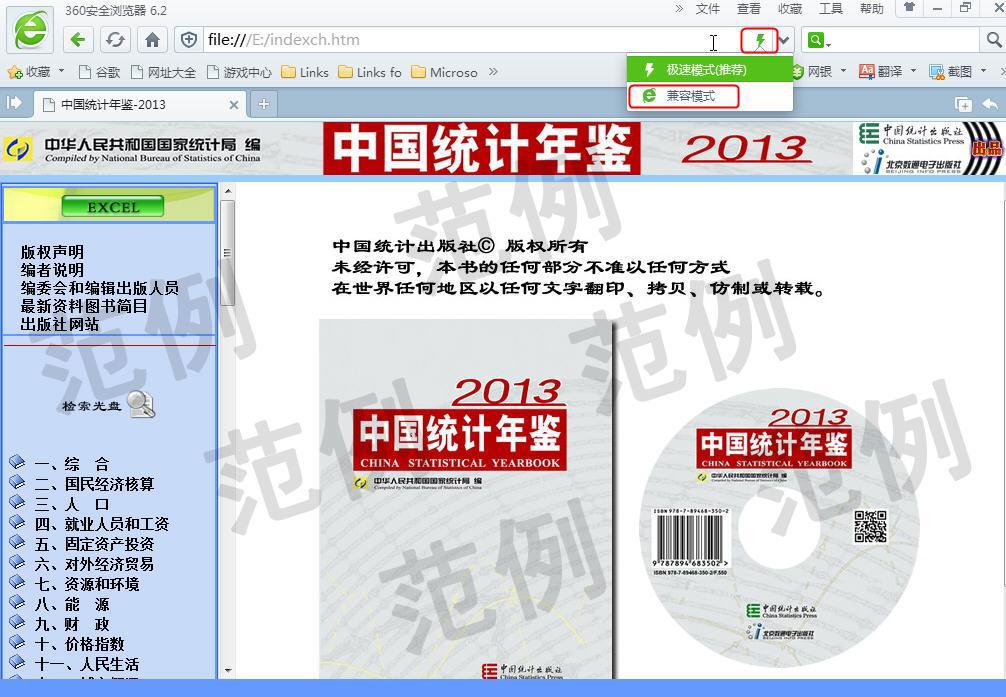 360安全浏览器 6.2
» 文件 查看 收藏 工具 帮助
file:///E:/indexch.htm
收藏 谷歌 网址大全 游戏中心 Links Links fo Microso »
网银 翻译 截图 »
极速模式(推荐)
兼容模式
中国统计年鉴-2013
中华人民共和国国家统计局 编
Compiled by National Bureau of Statistics of China
中国统计年鉴 2013
中国统计出版社
China Statistics Press
北京数通电子出版社
BEIJING INFO PRESS
出品
EXCEL
版权声明
编者说明
编委会和编辑出版人员
最新资料图书简目
出版社网站
检索光盘
一、综 合
二、国民经济核算
三、人 口
四、就业人员和工资
五、固定资产投资
六、对外经济贸易
七、资源和环境
八、能 源
九、财 政
十、价格指数
十一、人民生活
中国统计出版社© 版权所有
未经许可，本书的任何部分不准以任何方式
在世界任何地区以任何文字翻印、拷贝、仿制或转载。
2013
中国统计年鉴
CHINA STATISTICAL YEARBOOK
中华人民共和国国家统计局 编
Compiled by National Bureau of Statistics of China
中国统计出版社
China Statistics Press
2013
中国统计年鉴
CHINA STATISTICAL YEARBOOK
中华人民共和国国家统计局 编
ISBN 978-7-89468-350-2
9 787894 683502 >
ISBN 978-7-89468-350-2/F.550
中国统计出版社
China Statistics Press
北京数通电子出版社
范例
范例
范例
范例
范例
范例